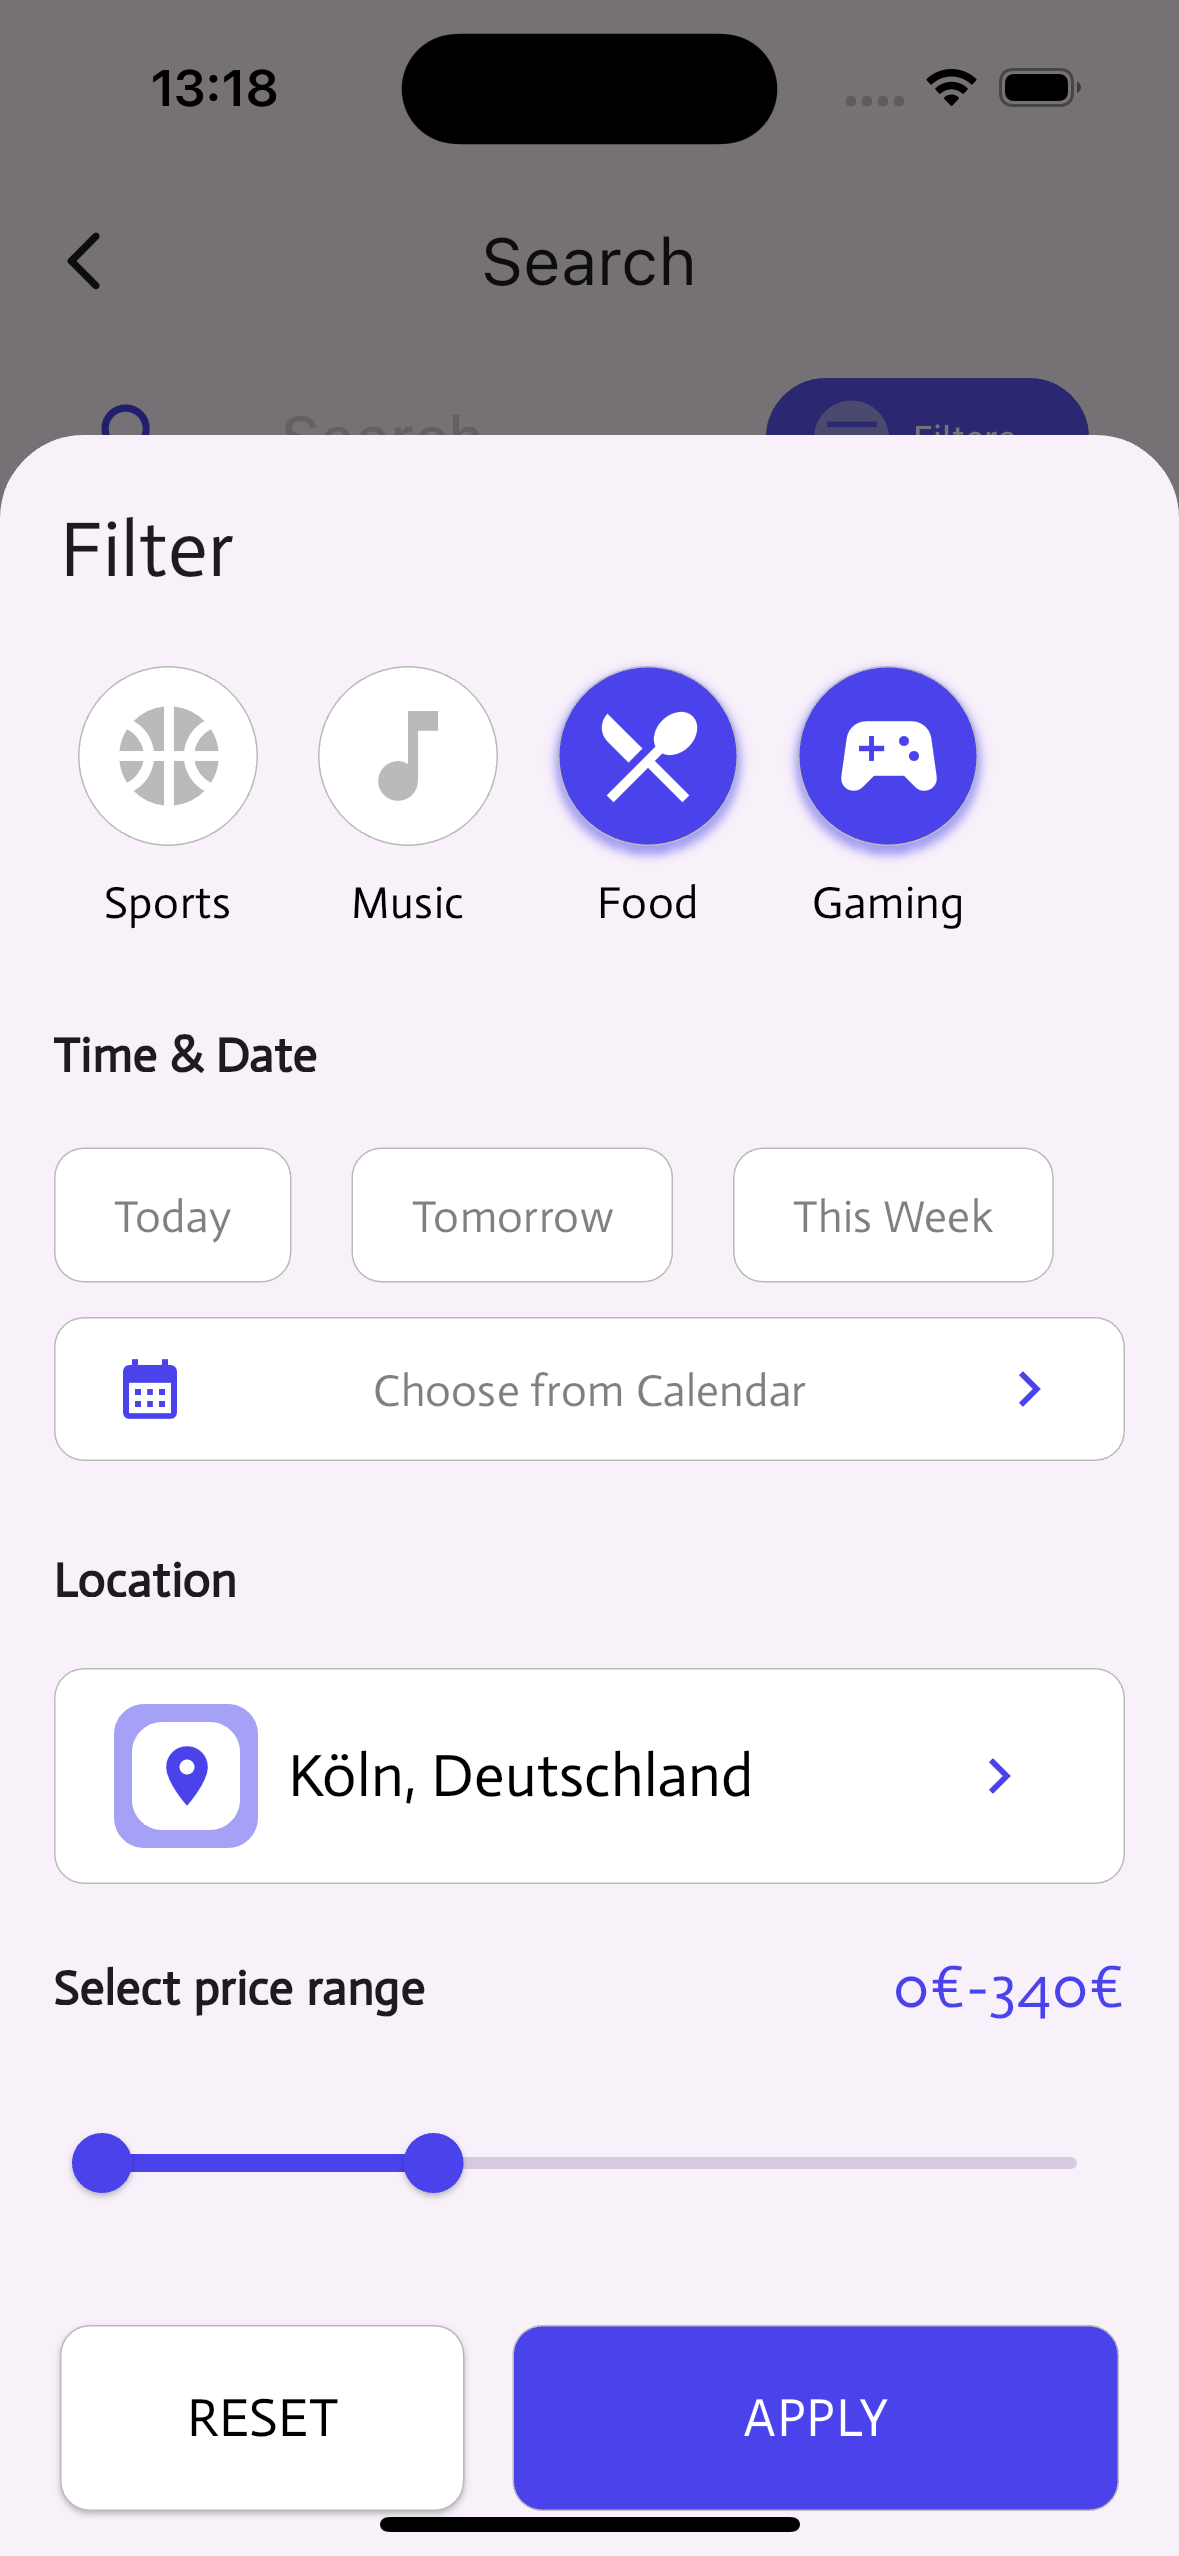 13:18
Search
Search
Filters
Filter
Sports
Music
Food
Gaming
Time & Date
Today
Tomorrow
This Week
Choose from Calendar
Location
Köln, Deutschland
Select price range
0€-340€
RESET
APPLY